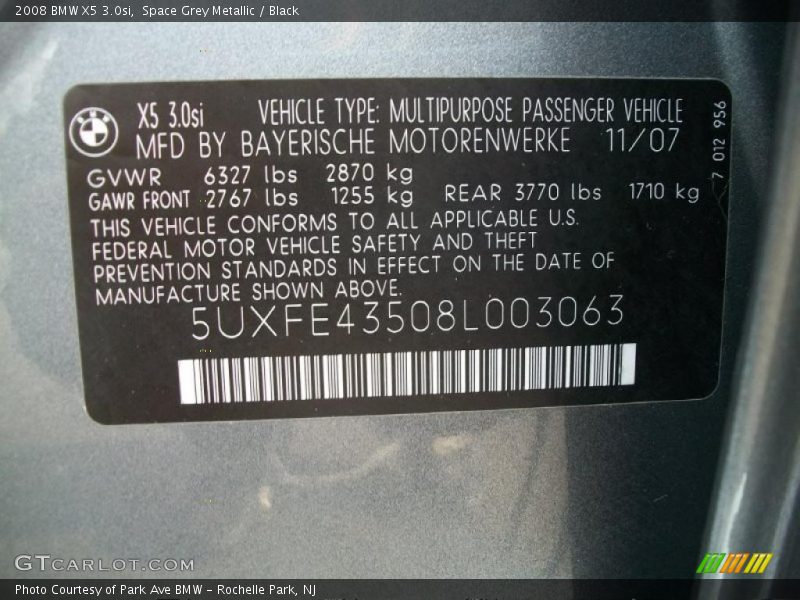 2008 BMW X5 3.0si, Space Grey Metallic / Black
X5 3.0si VEHICLE TYPE: MULTIPURPOSE PASSENGER VEHICLE
MFD BY BAYERISCHE MOTORENWERKE 11/07
GVWR 6327 lbs 2870 kg
GAWR FRONT 2767 lbs 1255 kg REAR 3770 lbs 1710 kg
THIS VEHICLE CONFORMS TO ALL APPLICABLE U.S.
FEDERAL MOTOR VEHICLE SAFETY AND THEFT
PREVENTION STANDARDS IN EFFECT ON THE DATE OF
MANUFACTURE SHOWN ABOVE.
5UXFE43508L003063
7 012 956
GTCARLOT.COM
Photo Courtesy of Park Ave BMW - Rochelle Park, NJ